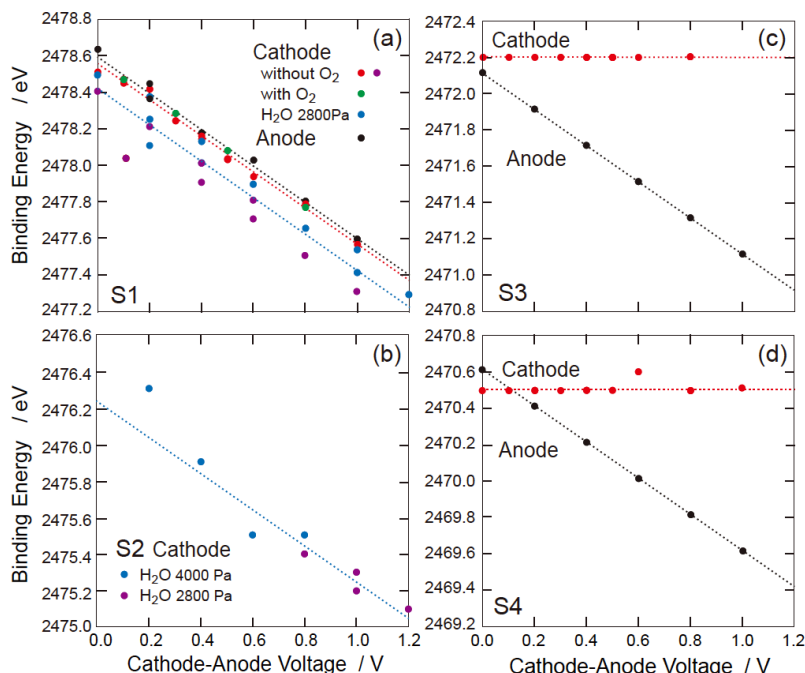 2478.8
2478.6
2478.4
2478.2
2478.0
2477.8
2477.6
2477.4
2477.2
Binding Energy / eV
(a)
Cathode
without O2
with O2
H2O 2800Pa
Anode
S1
2472.4
2472.2
2472.0
2471.8
2471.6
2471.4
2471.2
2471.0
2470.8
(c)
Cathode
Anode
S3
2476.6
2476.4
2476.2
2476.0
2475.8
2475.6
2475.4
2475.2
2475.0
Binding Energy / eV
(b)
S2 Cathode
H2O 4000 Pa
H2O 2800 Pa
0.0 0.2 0.4 0.6 0.8 1.0 1.2
Cathode-Anode Voltage / V
2470.8
2470.6
2470.4
2470.2
2470.0
2469.8
2469.6
2469.4
2469.2
(d)
Cathode
Anode
S4
0.0 0.2 0.4 0.6 0.8 1.0 1.2
Cathode-Anode Voltage / V